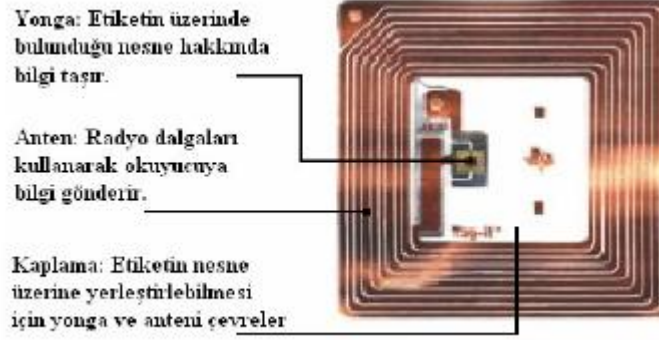 Yonga: Etiketin üzerinde
bulunduğu nesne hakkında
bilgi taşır.
Anten: Radyo dalgaları
kullanarak okuyucuya
bilgi gönderir.
Kaplama: Etiketin nesne
üzerine yerleştirlebilmesi
için yonga ve anteni çevreler